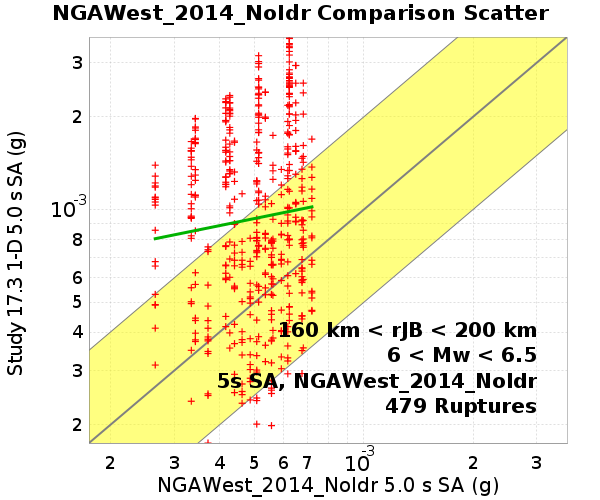 NGAWest_2014_NoIdr Comparison Scatter
3
2
10-3
8
6
5
4
3
2
Study 17.3 1-D 5.0 s SA (g)
160 km < rJB < 200 km
6 < Mw < 6.5
5s SA, NGAWest_2014_NoIdr
479 Ruptures
2 3 4 5 6 7 10-3 2 3
NGAWest_2014_NoIdr 5.0 s SA (g)